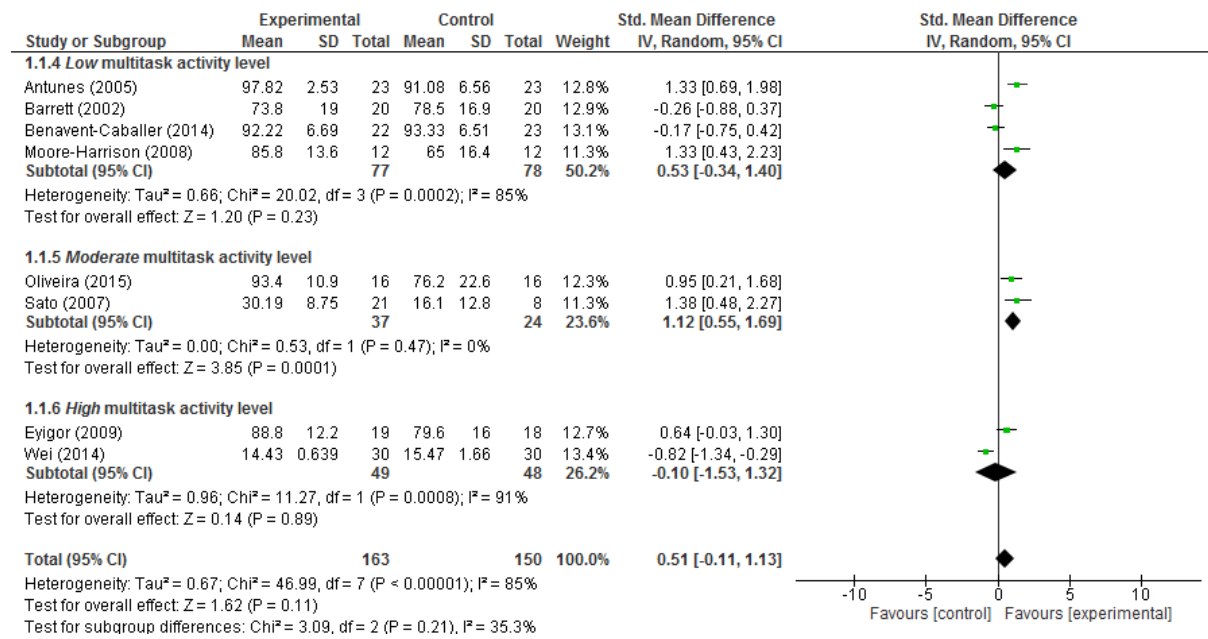 Experimental Control Std. Mean Difference Std. Mean Difference
Study or Subgroup Mean SD Total Mean SD Total Weight IV, Random, 95% CI IV, Random, 95% CI
1.1.4 Low multitask activity level
Antunes (2005) 97.82 2.53 23 91.08 6.56 23 12.8% 1.33 [0.69, 1.98]
Barrett (2002) 73.8 19 20 78.5 16.9 20 12.9% -0.26 [-0.88, 0.37]
Benavent-Caballer (2014) 92.22 6.69 22 93.33 6.51 23 13.1% -0.17 [-0.75, 0.42]
Moore-Harrison (2008) 85.8 13.6 12 65 16.4 12 11.3% 1.33 [0.43, 2.23]
Subtotal (95% CI) 77 78 50.2% 0.53 [-0.34, 1.40]
Heterogeneity: Tau² = 0.66; Chi² = 20.02, df = 3 (P = 0.0002); I² = 85%
Test for overall effect: Z = 1.20 (P = 0.23)
1.1.5 Moderate multitask activity level
Oliveira (2015) 93.4 10.9 16 76.2 22.6 16 12.3% 0.95 [0.21, 1.68]
Sato (2007) 30.19 8.75 21 16.1 12.8 8 11.3% 1.38 [0.48, 2.27]
Subtotal (95% CI) 37 24 23.6% 1.12 [0.55, 1.69]
Heterogeneity: Tau² = 0.00; Chi² = 0.53, df = 1 (P = 0.47); I² = 0%
Test for overall effect: Z = 3.85 (P = 0.0001)
1.1.6 High multitask activity level
Eyigor (2009) 88.8 12.2 19 79.6 16 18 12.7% 0.64 [-0.03, 1.30]
Wei (2014) 14.43 0.639 30 15.47 1.66 30 13.4% -0.82 [-1.34, -0.29]
Subtotal (95% CI) 49 48 26.2% -0.10 [-1.53, 1.32]
Heterogeneity: Tau² = 0.96; Chi² = 11.27, df = 1 (P = 0.0008); I² = 91%
Test for overall effect: Z = 0.14 (P = 0.89)
Total (95% CI) 163 150 100.0% 0.51 [-0.11, 1.13]
Heterogeneity: Tau² = 0.67; Chi² = 46.99, df = 7 (P < 0.00001); I² = 85%
Test for overall effect: Z = 1.62 (P = 0.11)
Test for subgroup differences: Chi² = 3.09, df = 2 (P = 0.21), I² = 35.3%
-10 -5 0 5 10
Favours [control] Favours [experimental]